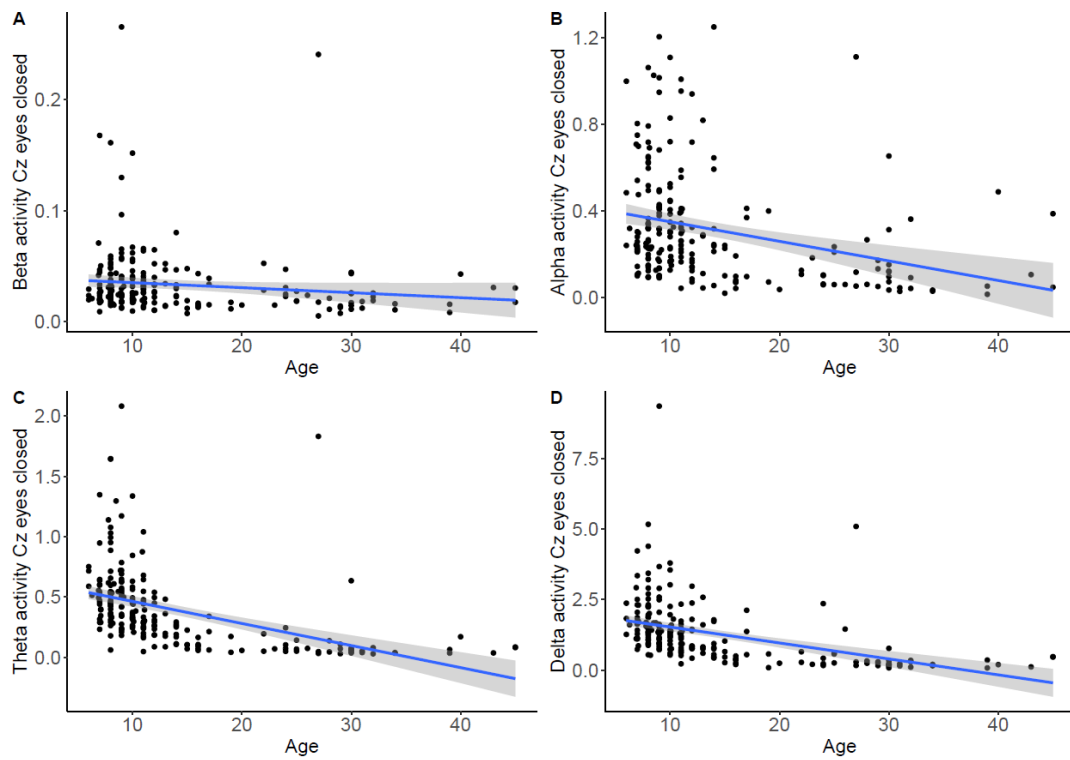 A
Beta activity Cz eyes closed
0.2
0.1
0.0
10 20 30 40
Age
B
Alpha activity Cz eyes closed
1.2
0.8
0.4
0.0
10 20 30 40
Age
C
Theta activity Cz eyes closed
2.0
1.5
1.0
0.5
0.0
10 20 30 40
Age
D
Delta activity Cz eyes closed
7.5
5.0
2.5
0.0
10 20 30 40
Age